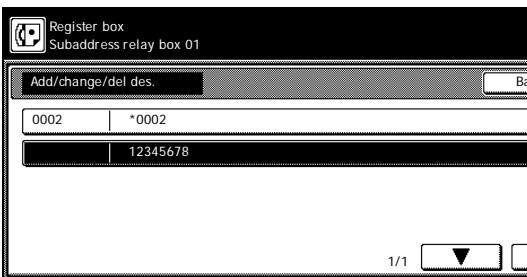 Register box
Subaddress relay box 01
Add/change/del des.
Ba
0002 *0002
12345678
1/1